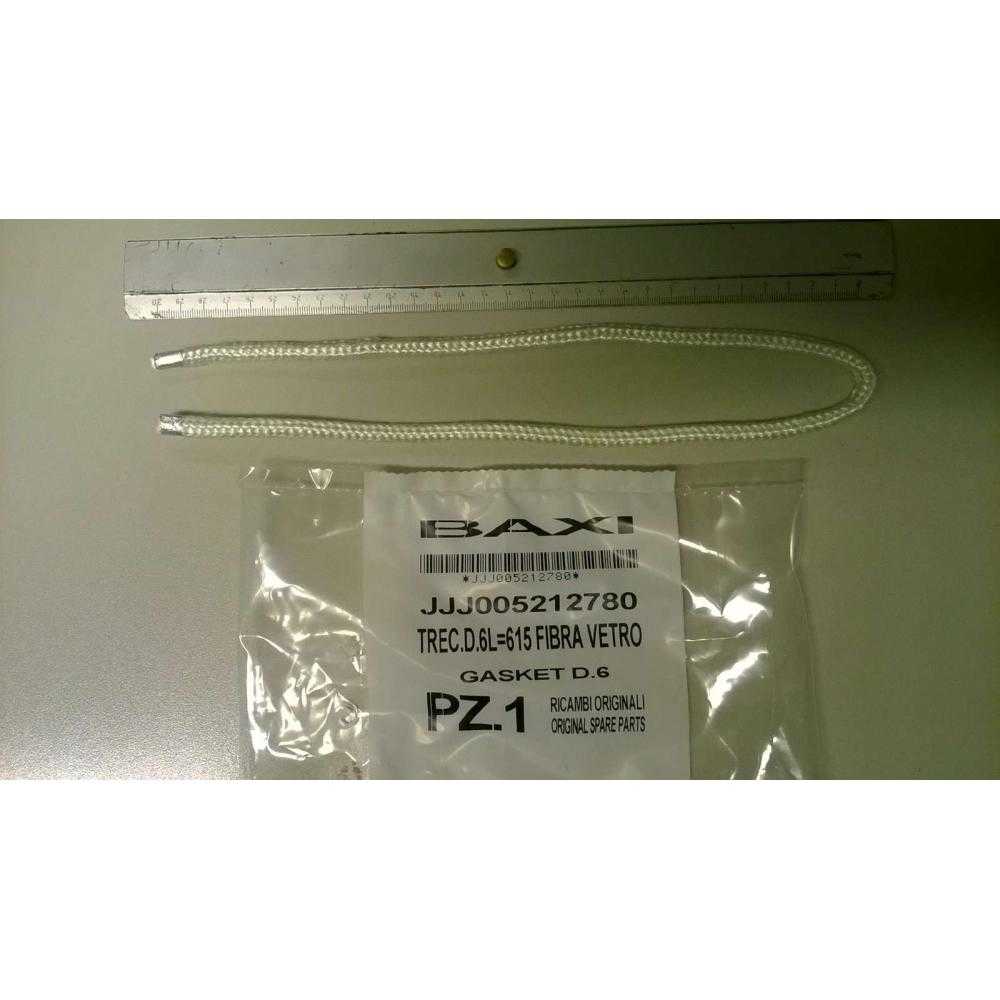 BAXI
*JJJ005212780*
JJJ005212780
TREC.D.6L=615 FIBRA VETRO
GASKET D.6
PZ.1
RICAMBI ORIGINALI
ORIGINAL SPARE PARTS